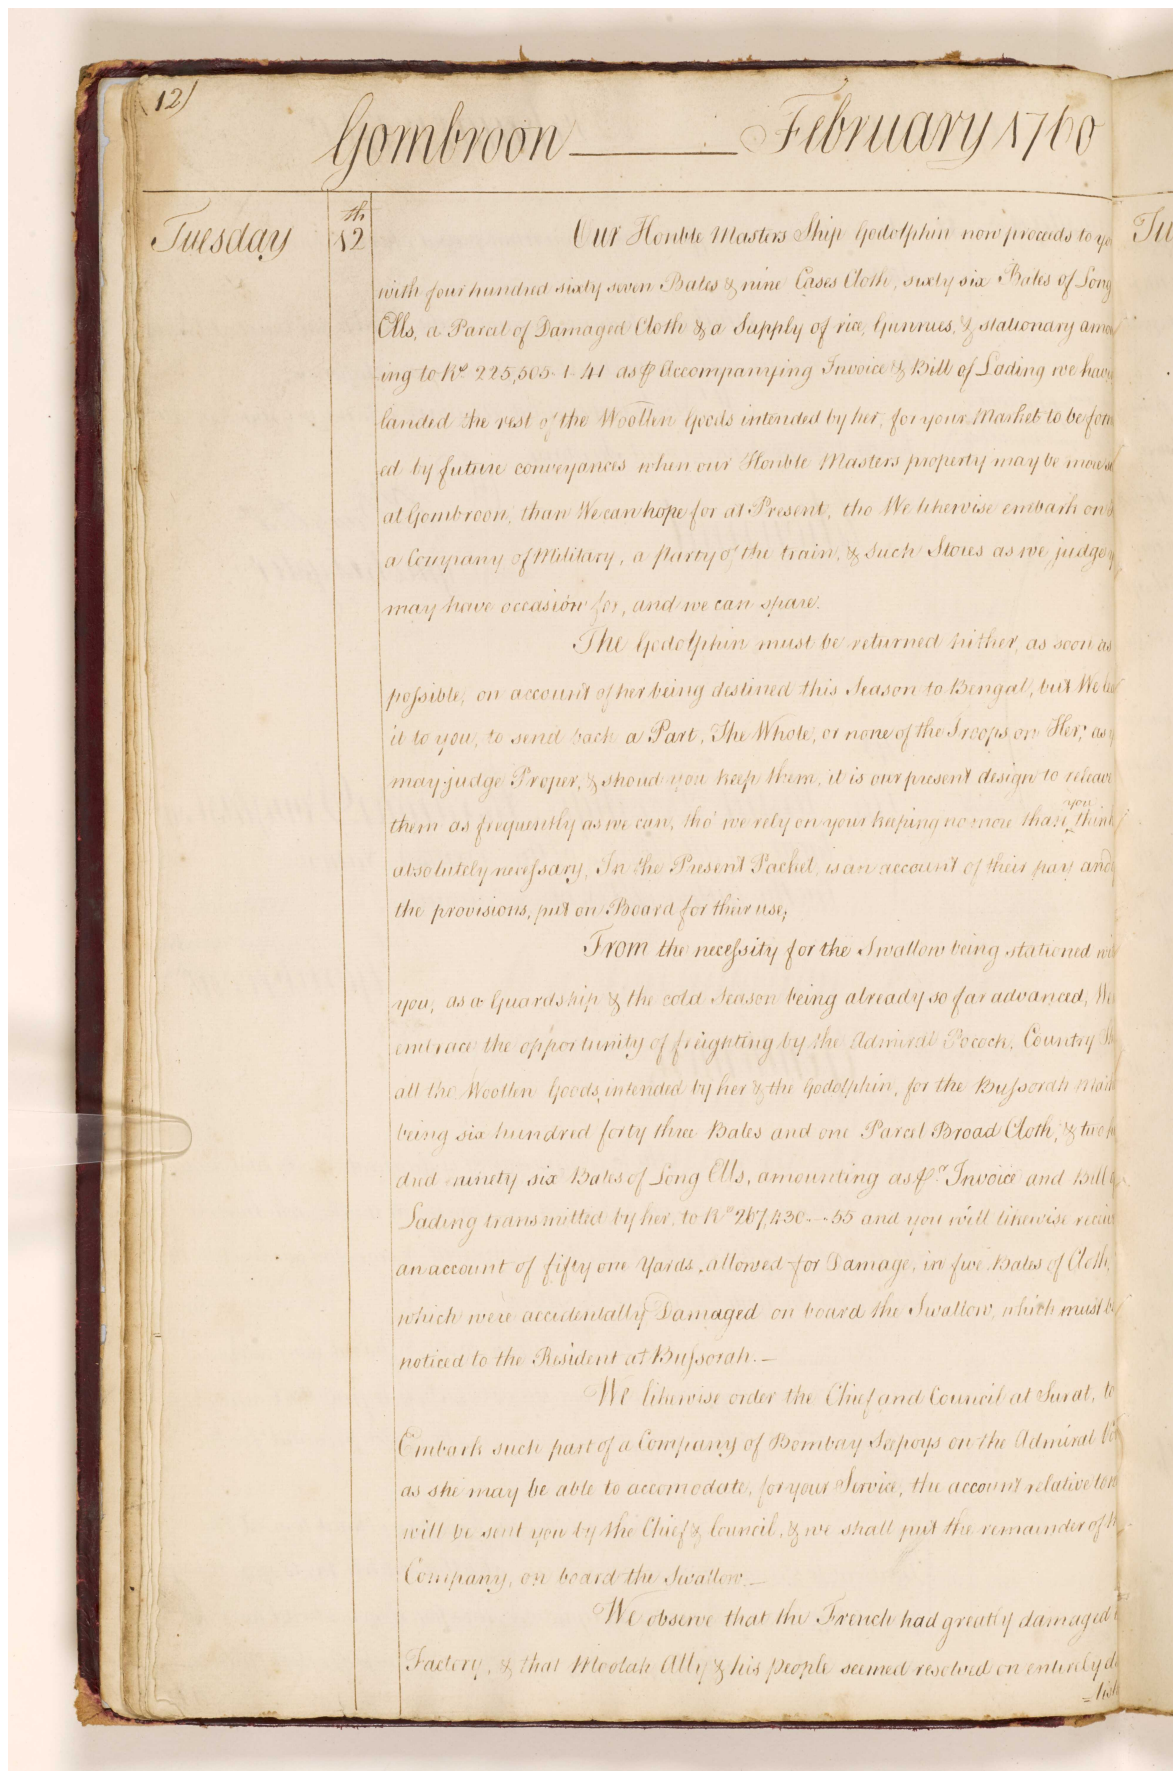 12)
Gombroon February 1760
Tuesday 12th Our Honble Masters Ship Godolphin now proceeds to yo
with four hundred sixty seven Bales & nine Cases Cloth, sixty six Bales of Long
Ells, a Parcel of Damaged Cloth & a Supply of rice, Gunnies, & stationary amo
ing to Rs 225,505. 1. 41 as P Accompanying Invoice & Bill of Lading we have
landed the rest of the Woollen Goods intended by her, for your Market to be for
ed by future conveyances when our Honble Masters property may be more s
at Gombroon, than We can hope for at Present, tho We likewise embark on
a Company of Military, a party of the train, & such Stores as we judge y
may have occasion for, and we can spare.
The Godolphin must be returned hither, as soon as
possible, on account of her being destined this Season to Bengal, but We lea
it to you, to send back a Part, The Whole, or none of the Troops on Her; as y
may judge Proper, & shoud you keep them, it is our present design to releave
them as frequently as we can, tho' we rely on your keeping no more than you think
absolutely necessary, In the Present Packet, is an account of their pay and
the provisions, put on Board for their use;
From the necessity for the Swallow being stationed wi
you, as a Guardship & the cold Season being already so far advanced, We
embrace the opportunity of freighting by the Admiral Pocock, Country Sh
all the Woollen Goods, intended by her & the Godolphin, for the Bussorah Mar
being six hundred forty three Bales and one Parcel Broad Cloth, & two h
dred ninety six Bales of Long Ells, amounting as Pr Invoice and Bill
Lading transmitted by her, to Rs 267,430.--55 and you will likewise recie
an account of fifty one Yards, allowed for Damage, in five Bales of Cloth,
which were accidentally Damaged on board the Swallow, which must b
noticed to the Resident at Bussorah.—
We likewise order the Chief and Council at Surat, to
Embark such part of a Company of Bombay Seepoys on the Admiral Po
as she may be able to accomodate, for your Service, the account relative to
will be sent you by the Chief & Council, & we shall put the remainder of th
Company, on board the Swallow.—
We observe that the French had greatly damaged
Factory, & that Moolah Ally & his people seemed resolved on entirely d